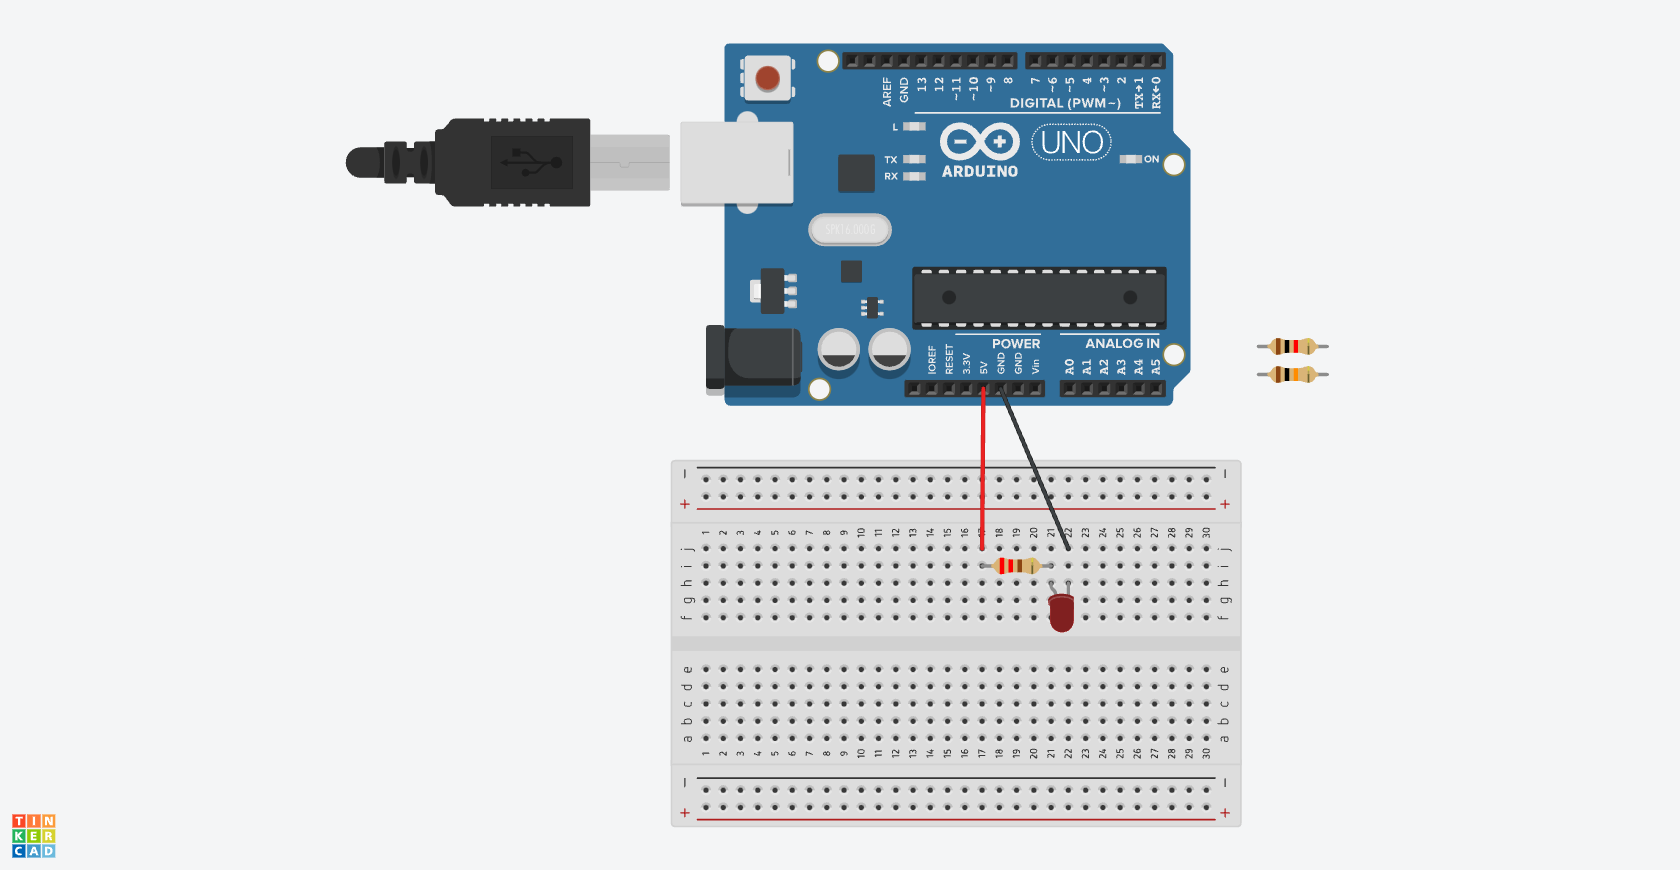 AREF
GND
13
12
~11
~10
~9
8
7
~6
~5
4
~3
2
TX→1
RX←0
DIGITAL (PWM~)
L
TX
RX
ARDUINO
UNO
ON
SPK16.000G
POWER
ANALOG IN
IOREF
RESET
3.3V
5V
GND
GND
Vin
A0
A1
A2
A3
A4
A5
− −
+ +
1 2 3 4 5 6 7 8 9 10 11 12 13 14 15 16 17 18 19 20 21 22 23 24 25 26 27 28 29 30
j j
i i
h h
g g
f f
e e
d d
c c
b b
a a
1 2 3 4 5 6 7 8 9 10 11 12 13 14 15 16 17 18 19 20 21 22 23 24 25 26 27 28 29 30
− −
+ +
TIN
KER
CAD